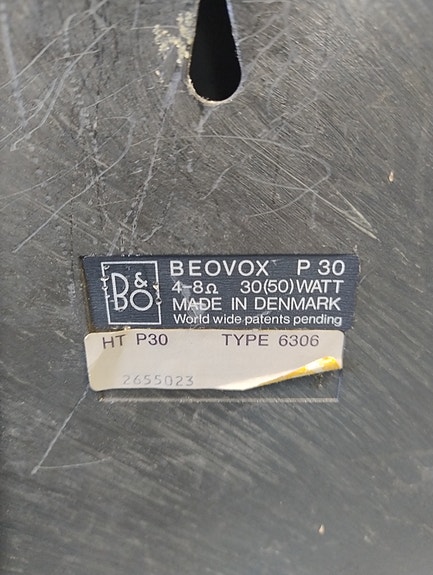 B&O
BEOVOX P 30
4-8Ω 30(50) WATT
MADE IN DENMARK
World wide patents pending
HT P30 TYPE 6306
2655023